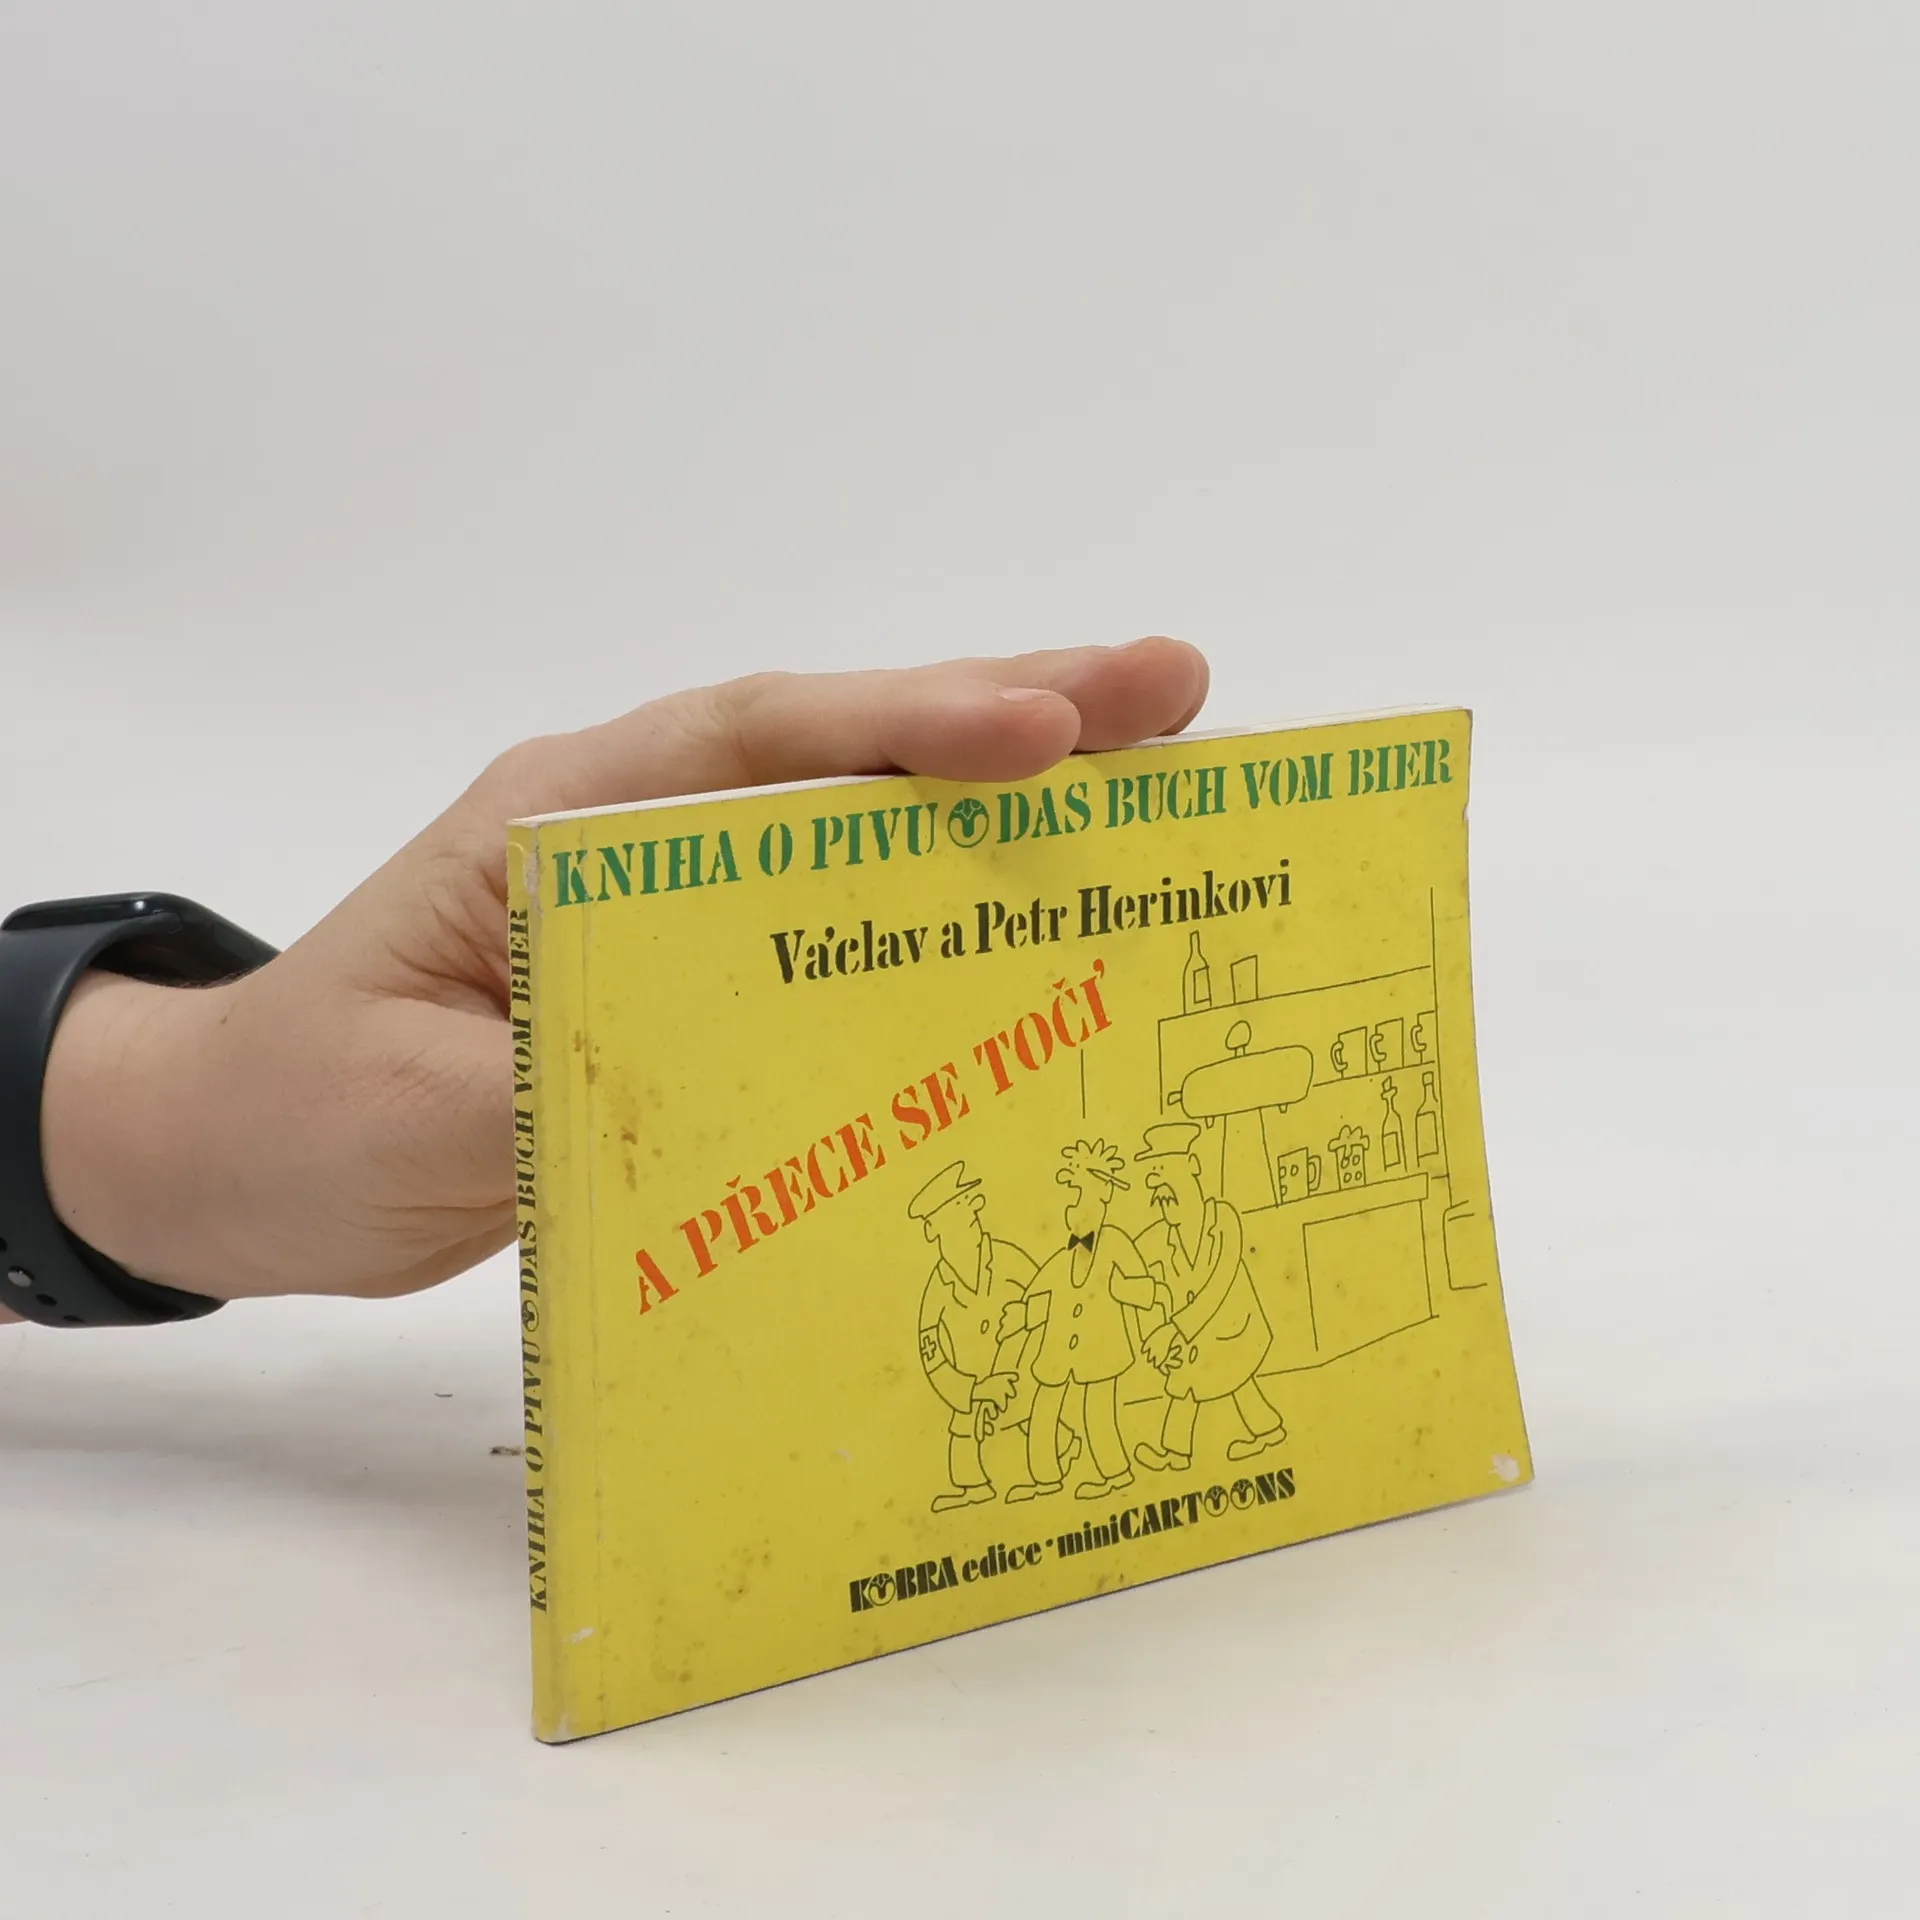 KNIHA O PIVU DAS BUCH VOM BIER
Václav a Petr Herinkovi
A PŘECE SE TOČÍ
KOBRA edice · miniCARTOONS
KNIHA O PIVU DAS BUCH VOM BIER